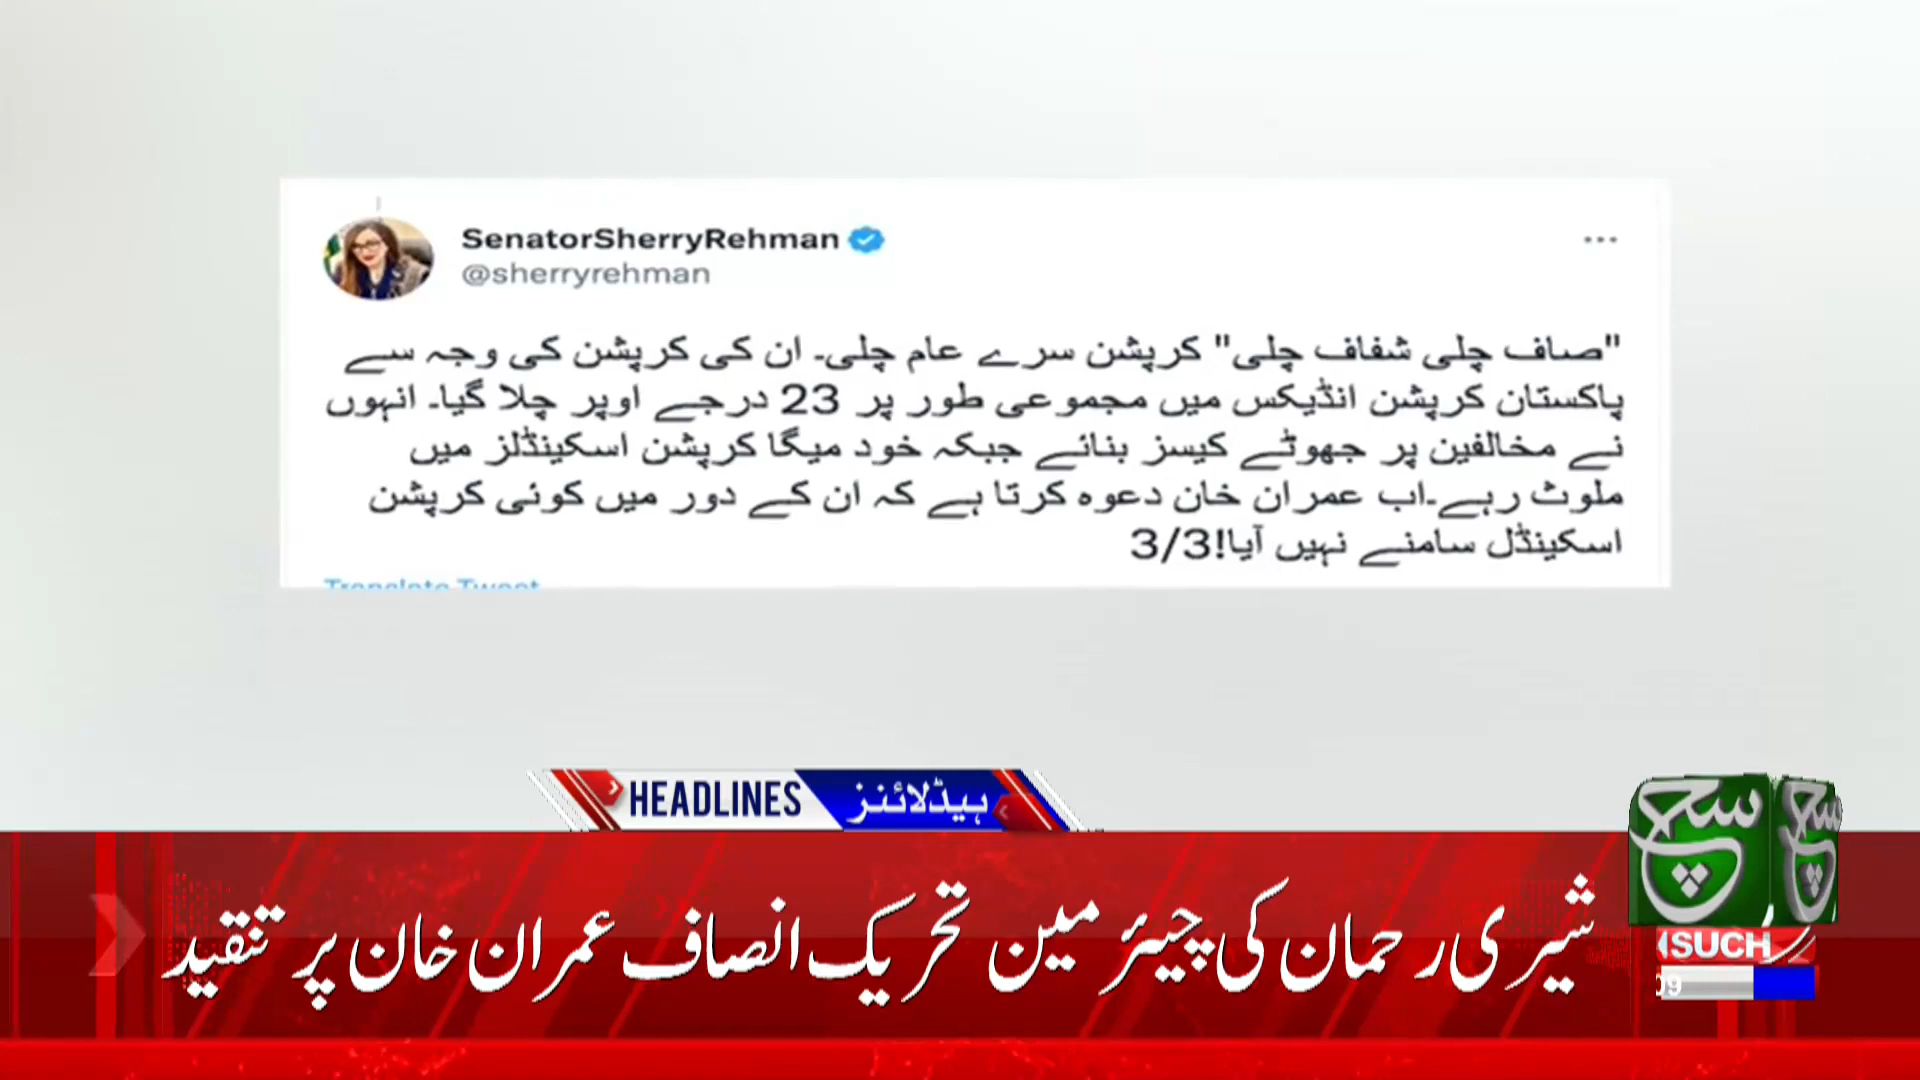 SenatorSherryRehman
@sherryrehman
"صاف چلی شفاف چلی" کرپشن سرے عام چلی۔ ان کی کرپشن کی وجہ سے
پاکستان کرپشن انڈیکس میں مجموعی طور پر 23 درجے اوپر چلا گیا۔ انہوں
نے مخالفین پر جھوٹے کیسز بنائے جبکہ خود میگا کرپشن اسکینڈلز میں
ملوث رہے۔اب عمران خان دعوہ کرتا ہے کہ ان کے دور میں کوئی کرپشن
اسکینڈل سامنے نہیں آیا!3/3
Translate Tweet
HEADLINES ہیڈلائنز
شیری رحمان کی چیئرمین تحریک انصاف عمران خان پر تنقید
سچ سچ
SUCH
09